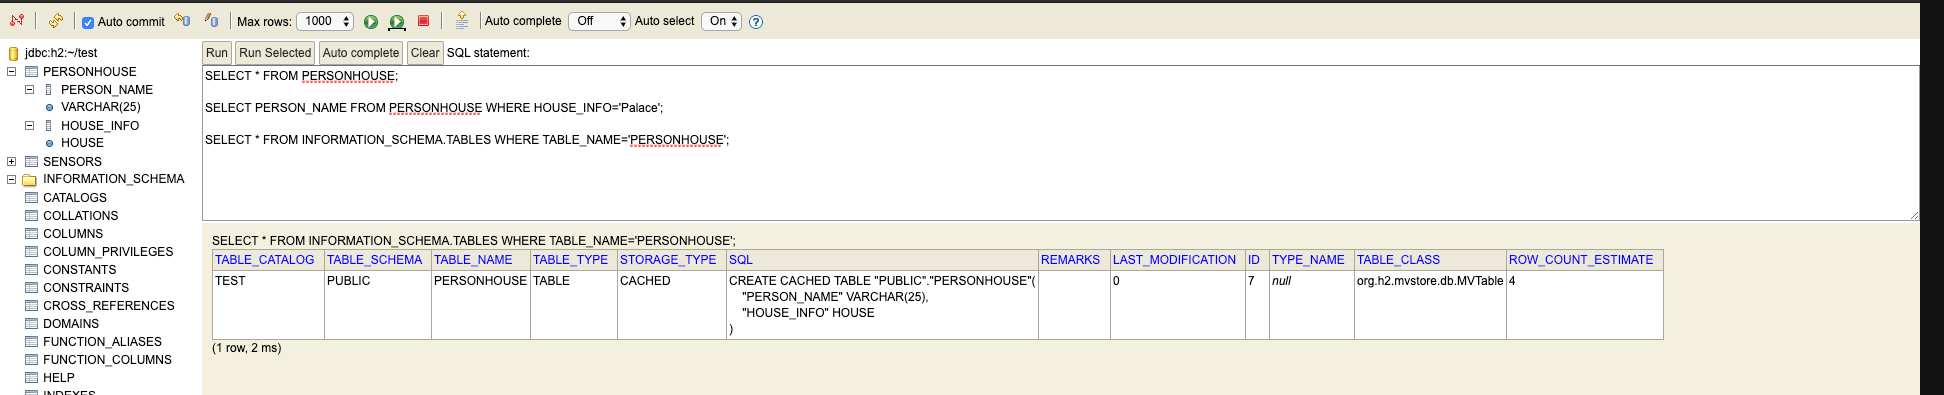 Auto commit Max rows: 1000 Auto complete Off Auto select On
jdbc:h2:~/test
PERSONHOUSE
PERSON_NAME
VARCHAR(25)
HOUSE_INFO
HOUSE
SENSORS
INFORMATION_SCHEMA
CATALOGS
COLLATIONS
COLUMNS
COLUMN_PRIVILEGES
CONSTANTS
CONSTRAINTS
CROSS_REFERENCES
DOMAINS
FUNCTION_ALIASES
FUNCTION_COLUMNS
HELP
INDEXES
Run Run Selected Auto complete Clear SQL statement:
SELECT * FROM PERSONHOUSE;
SELECT PERSON_NAME FROM PERSONHOUSE WHERE HOUSE_INFO='Palace';
SELECT * FROM INFORMATION_SCHEMA.TABLES WHERE TABLE_NAME='PERSONHOUSE';
SELECT * FROM INFORMATION_SCHEMA.TABLES WHERE TABLE_NAME='PERSONHOUSE';
TABLE_CATALOG TABLE_SCHEMA TABLE_NAME TABLE_TYPE STORAGE_TYPE SQL REMARKS LAST_MODIFICATION ID TYPE_NAME TABLE_CLASS ROW_COUNT_ESTIMATE
TEST PUBLIC PERSONHOUSE TABLE CACHED CREATE CACHED TABLE "PUBLIC"."PERSONHOUSE"( 0 7 null org.h2.mvstore.db.MVTable 4
"PERSON_NAME" VARCHAR(25),
"HOUSE_INFO" HOUSE
)
(1 row, 2 ms)